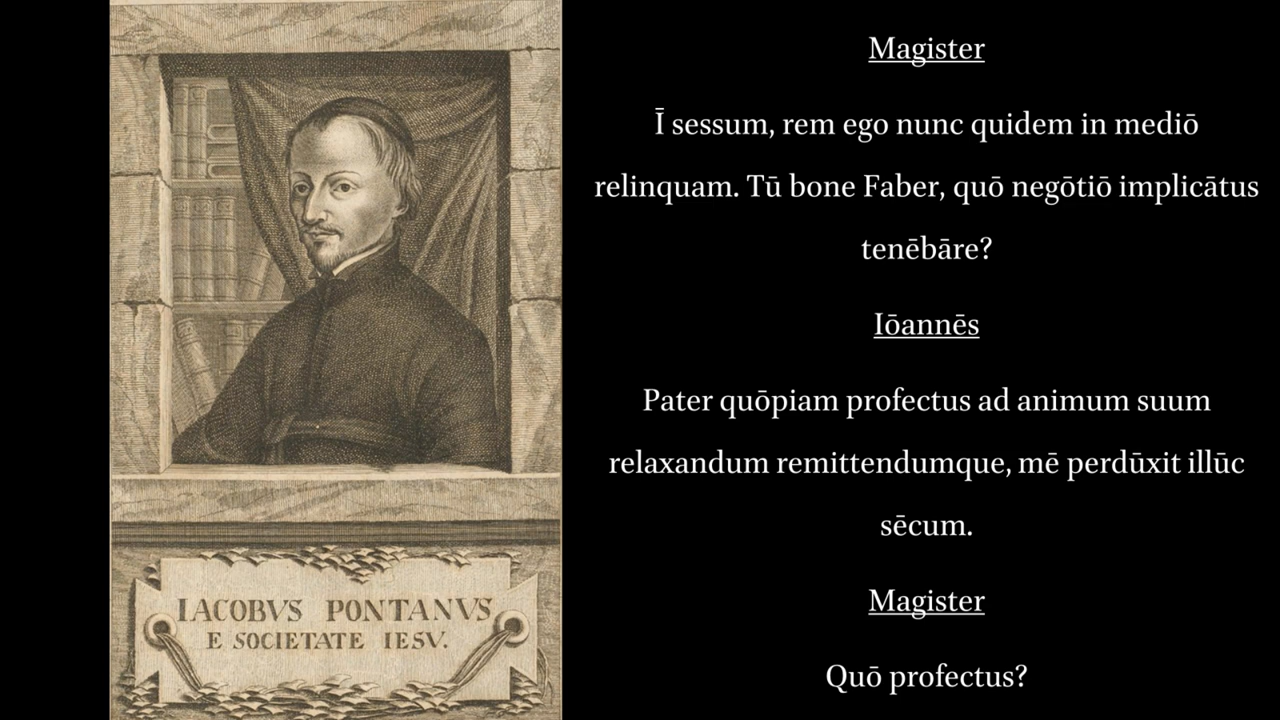 IACOBVS PONTANVS
E SOCIETATE IESV.
Magister
Ī sessum, rem ego nunc quidem in mediō
relinquam. Tū bone Faber, quō negōtiō implicātus
tenēbāre?
Iōannēs
Pater quōpiam profectus ad animum suum
relaxandum remittendumque, mē perdūxit illūc
sēcum.
Magister
Quō profectus?